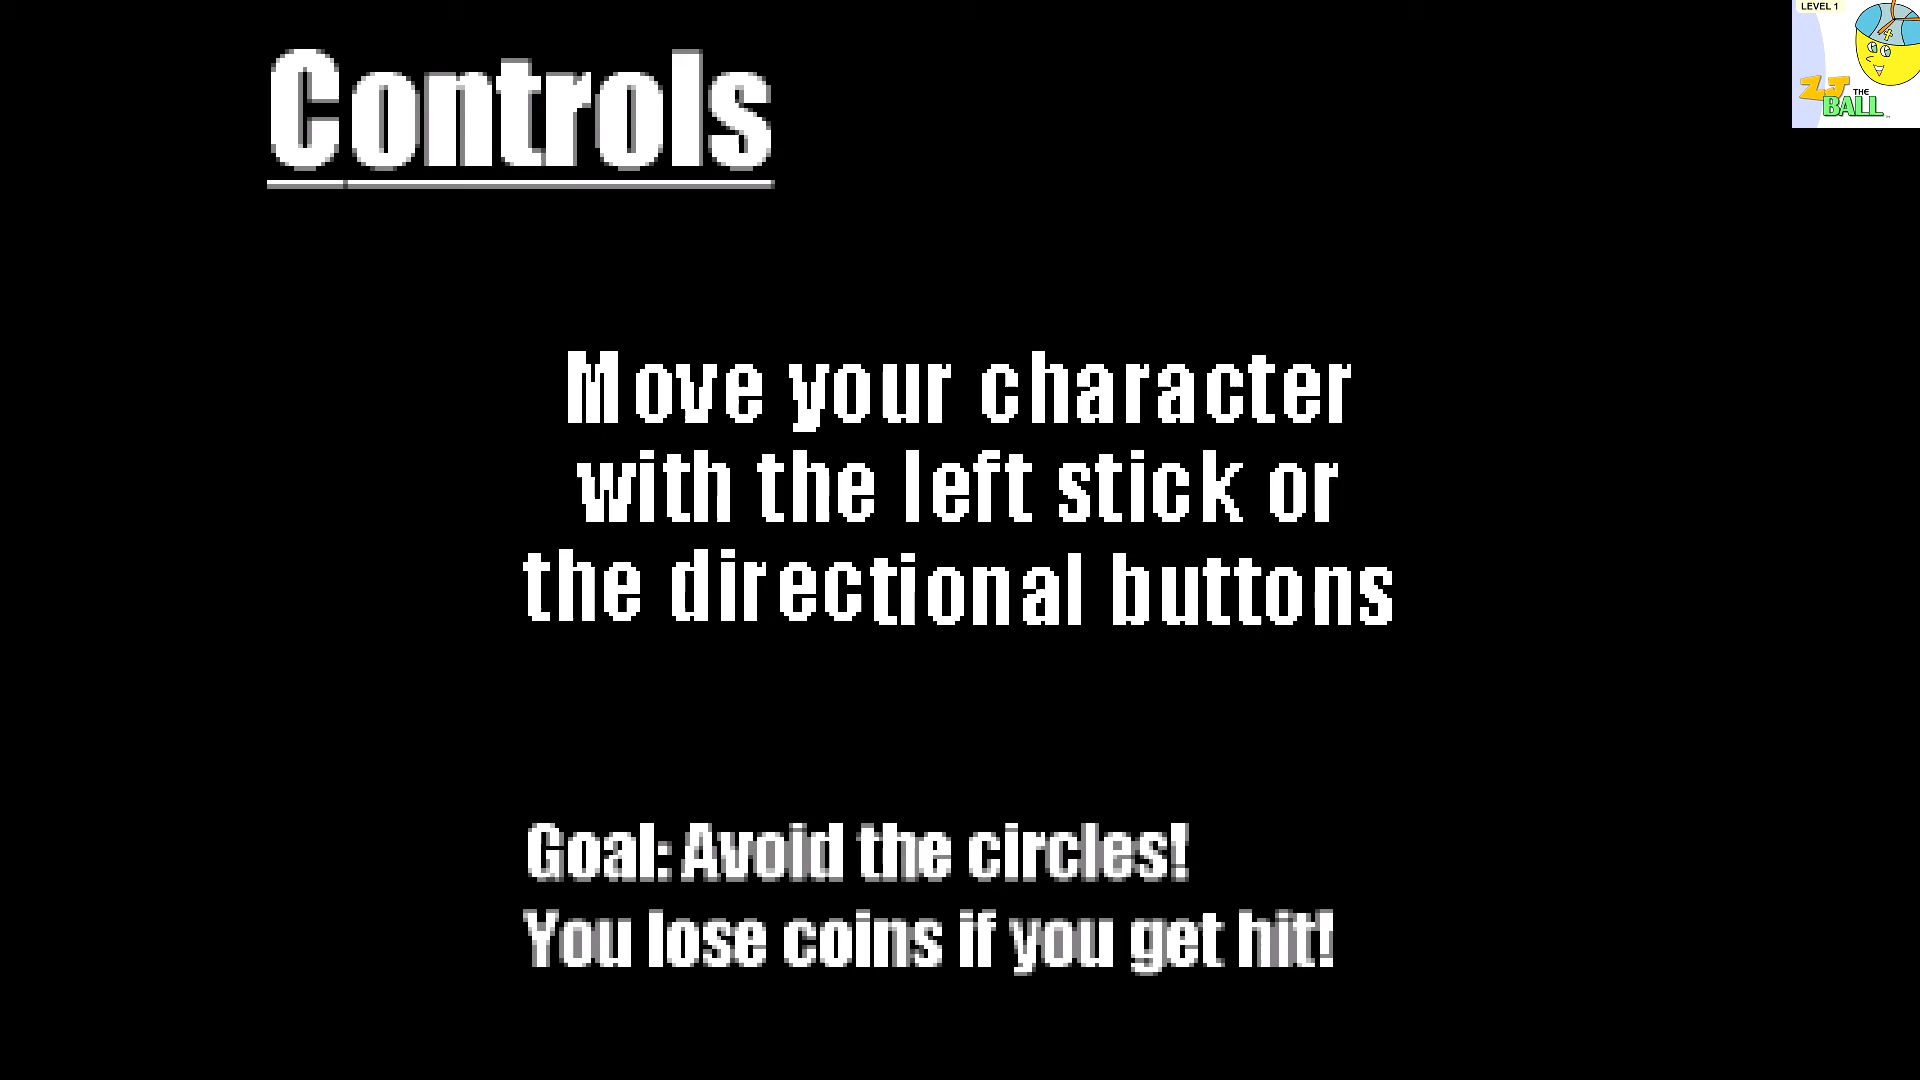 LEVEL 1
ZJ THE BALL
Controls
Move your character
with the left stick or
the directional buttons
Goal: Avoid the circles!
You lose coins if you get hit!